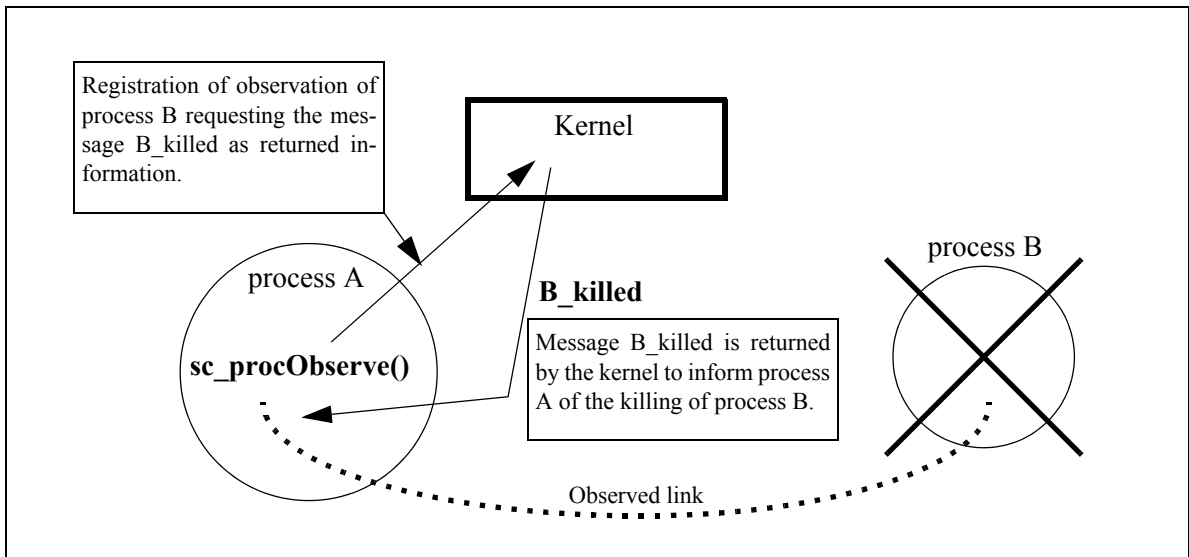 Registration of observation of
process B requesting the mes-
sage B_killed as returned in-
formation.
Kernel
process A
process B
B_killed
sc_procObserve()
Message B_killed is returned
by the kernel to inform process
A of the killing of process B.
Observed link